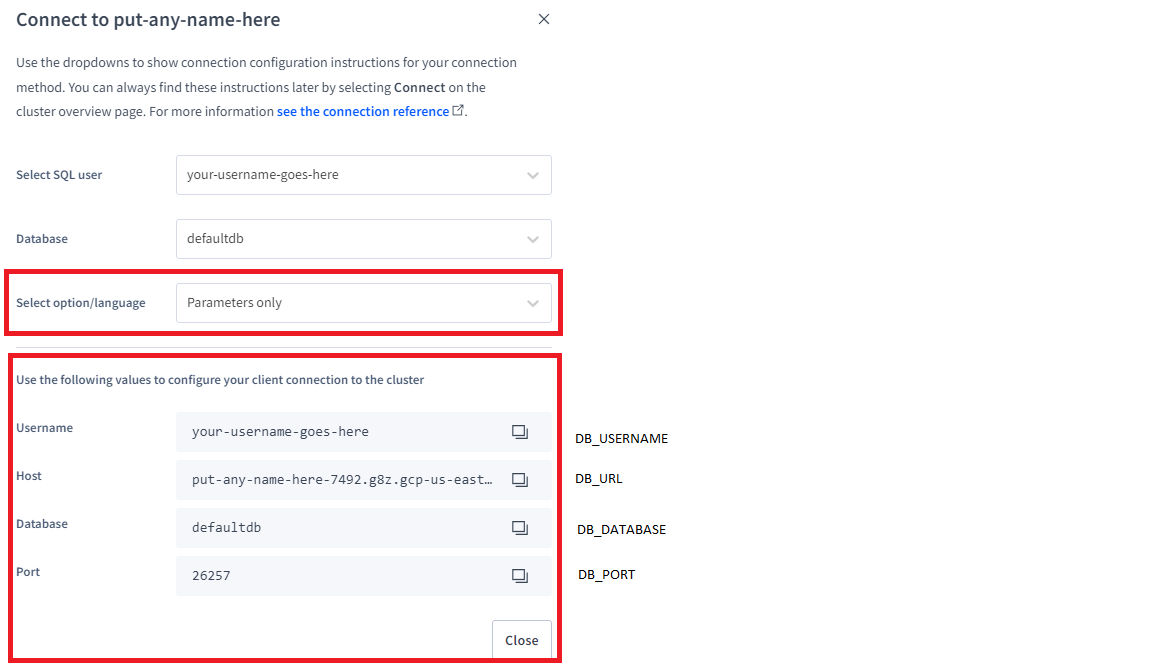 Connect to put-any-name-here
Use the dropdowns to show connection configuration instructions for your connection
method. You can always find these instructions later by selecting Connect on the
cluster overview page. For more information see the connection reference.
Select SQL user
your-username-goes-here
Database
defaultdb
Select option/language
Parameters only
Use the following values to configure your client connection to the cluster
Username
your-username-goes-here
DB_USERNAME
Host
put-any-name-here-7492.g8z.gcp-us-east…
DB_URL
Database
defaultdb
DB_DATABASE
Port
26257
DB_PORT
Close